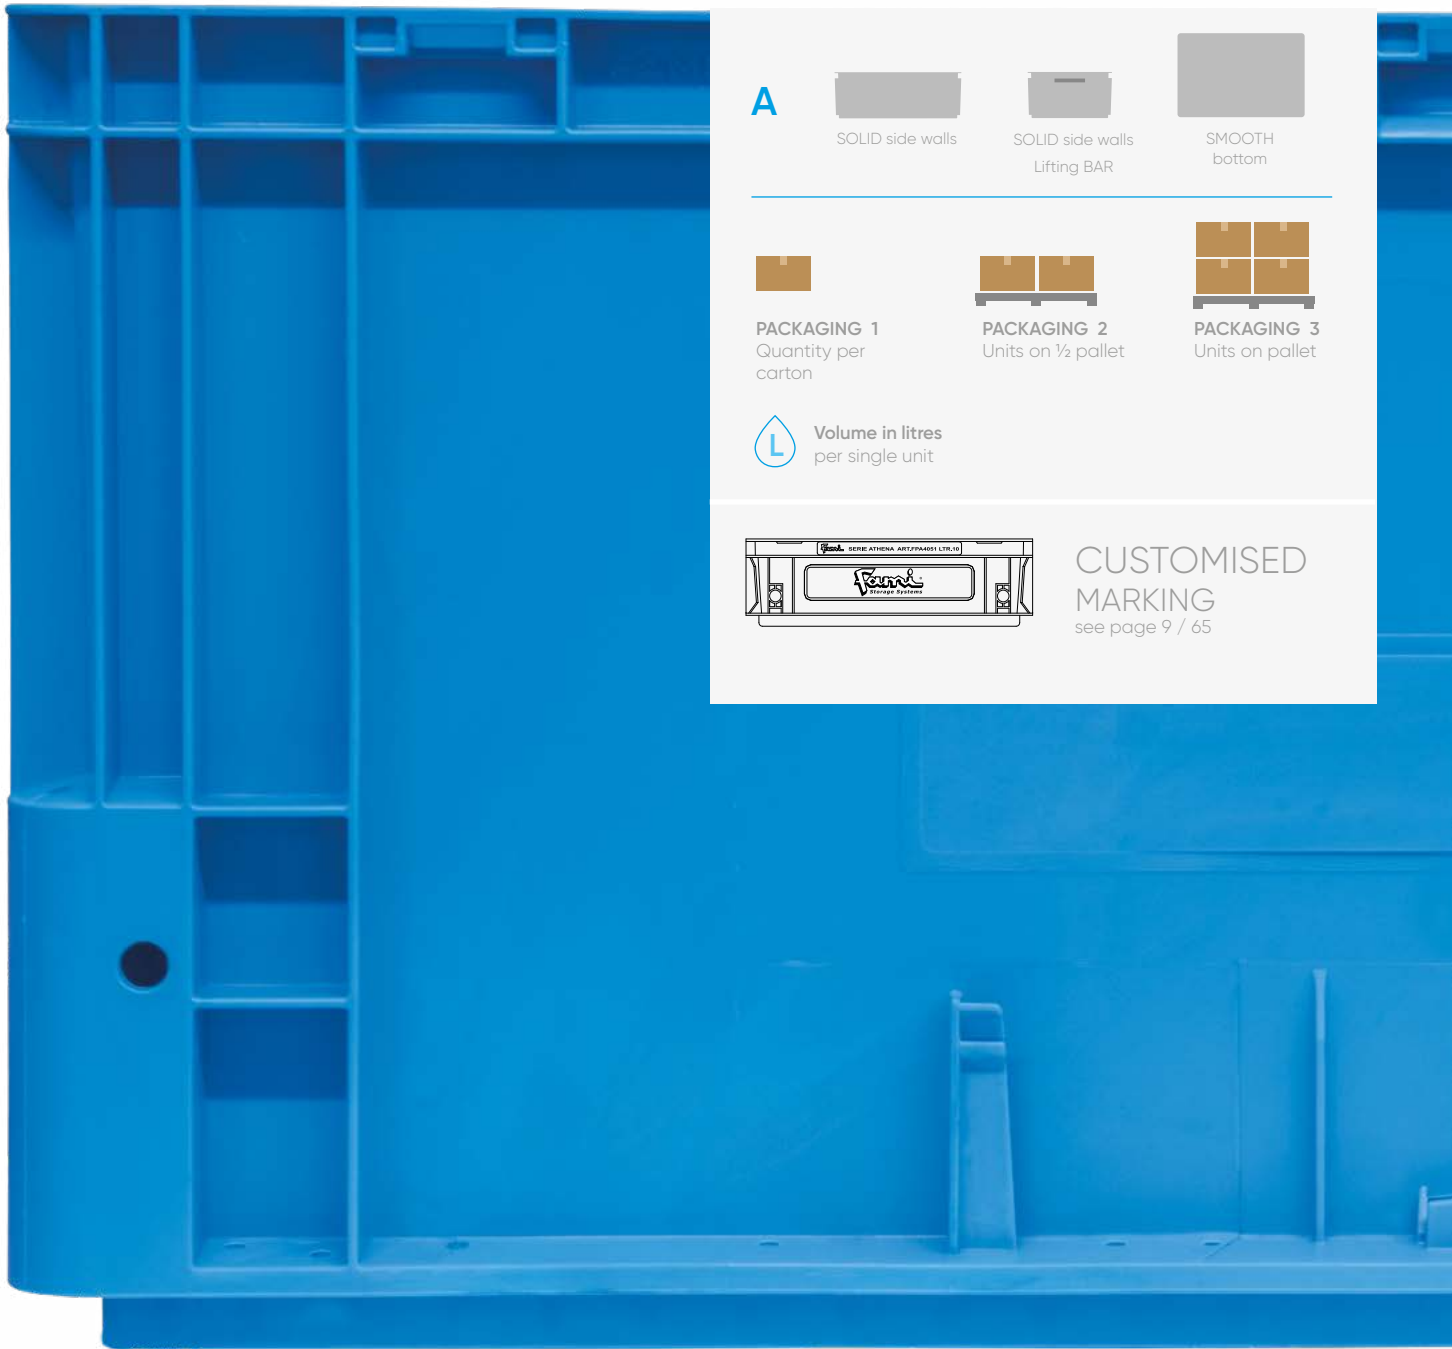 A
SOLID side walls
SOLID side walls
Lifting BAR
SMOOTH
bottom
PACKAGING 1
Quantity per
carton
PACKAGING 2
Units on ½ pallet
PACKAGING 3
Units on pallet
L
Volume in litres
per single unit
Fami SERIE ATHENA ART.FPA4051 LTR.10
Fami
Storage Systems
CUSTOMISED
MARKING
see page 9 / 65